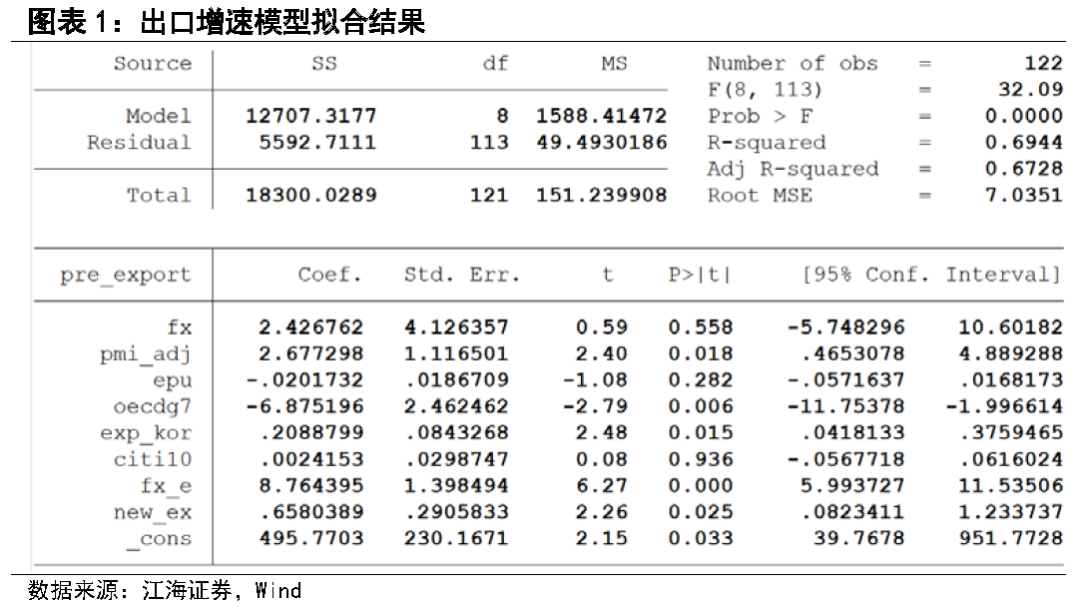 图表 1：出口增速模型拟合结果
Source SS df MS Number of obs = 122
F(8, 113) = 32.09
Model 12707.3177 8 1588.41472 Prob > F = 0.0000
Residual 5592.7111 113 49.4930186 R-squared = 0.6944
Adj R-squared = 0.6728
Total 18300.0289 121 151.239908 Root MSE = 7.0351
pre_export Coef. Std. Err. t P>|t| [95% Conf. Interval]
fx 2.426762 4.126357 0.59 0.558 -5.748296 10.60182
pmi_adj 2.677298 1.116501 2.40 0.018 .4653078 4.889288
epu -.0201732 .0186709 -1.08 0.282 -.0571637 .0168173
oecdg7 -6.875196 2.462462 -2.79 0.006 -11.75378 -1.996614
exp_kor .2088799 .0843268 2.48 0.015 .0418133 .3759465
citi10 .0024153 .0298747 0.08 0.936 -.0567718 .0616024
fx_e 8.764395 1.398494 6.27 0.000 5.993727 11.53506
new_ex .6580389 .2905833 2.26 0.025 .0823411 1.233737
_cons 495.7703 230.1671 2.15 0.033 39.7678 951.7728
数据来源：江海证券，Wind